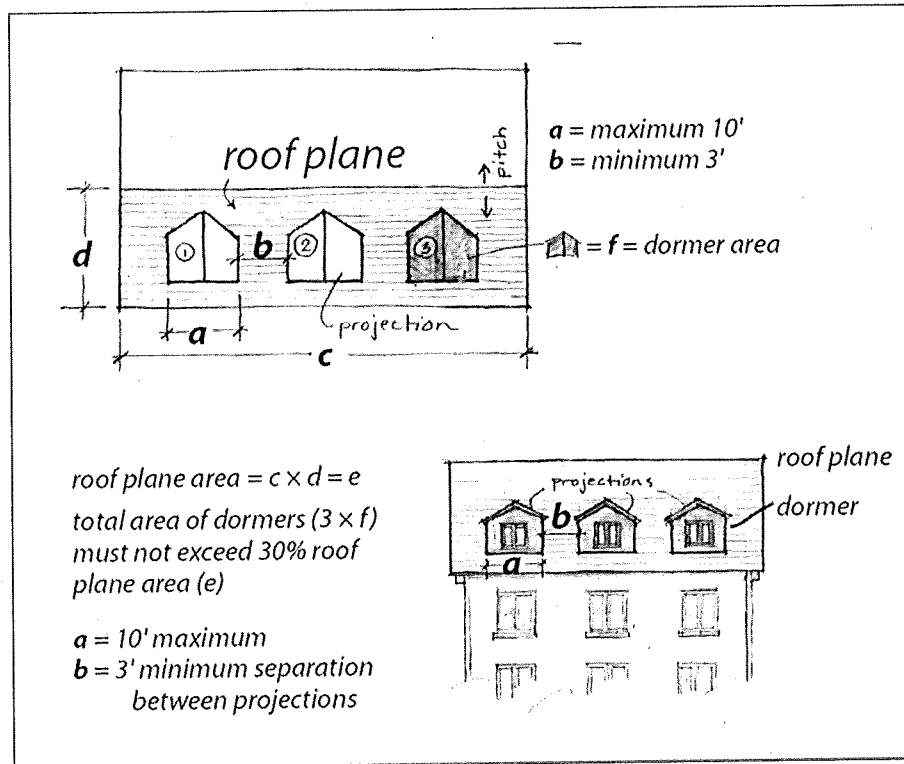 roof plane
pitch
a = maximum 10'
b = minimum 3'
d
1
b
2
3
= f = dormer area
a
projection
c
roof plane area = c × d = e
total area of dormers (3 × f)
must not exceed 30% roof
plane area (e)
a = 10' maximum
b = 3' minimum separation
between projections
roof plane
projections
dormer
b
a